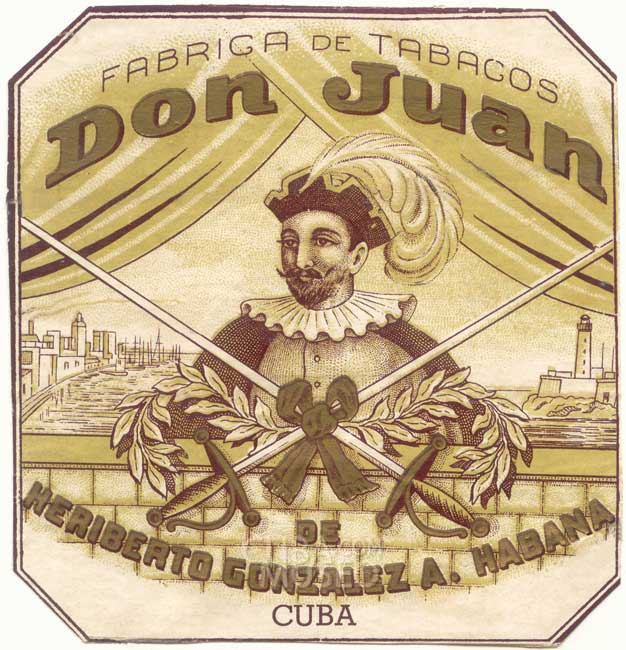 FABRICA DE TABACOS
Don Juan
DE
HERIBERTO GONZALEZ A. HABANA
CUBA